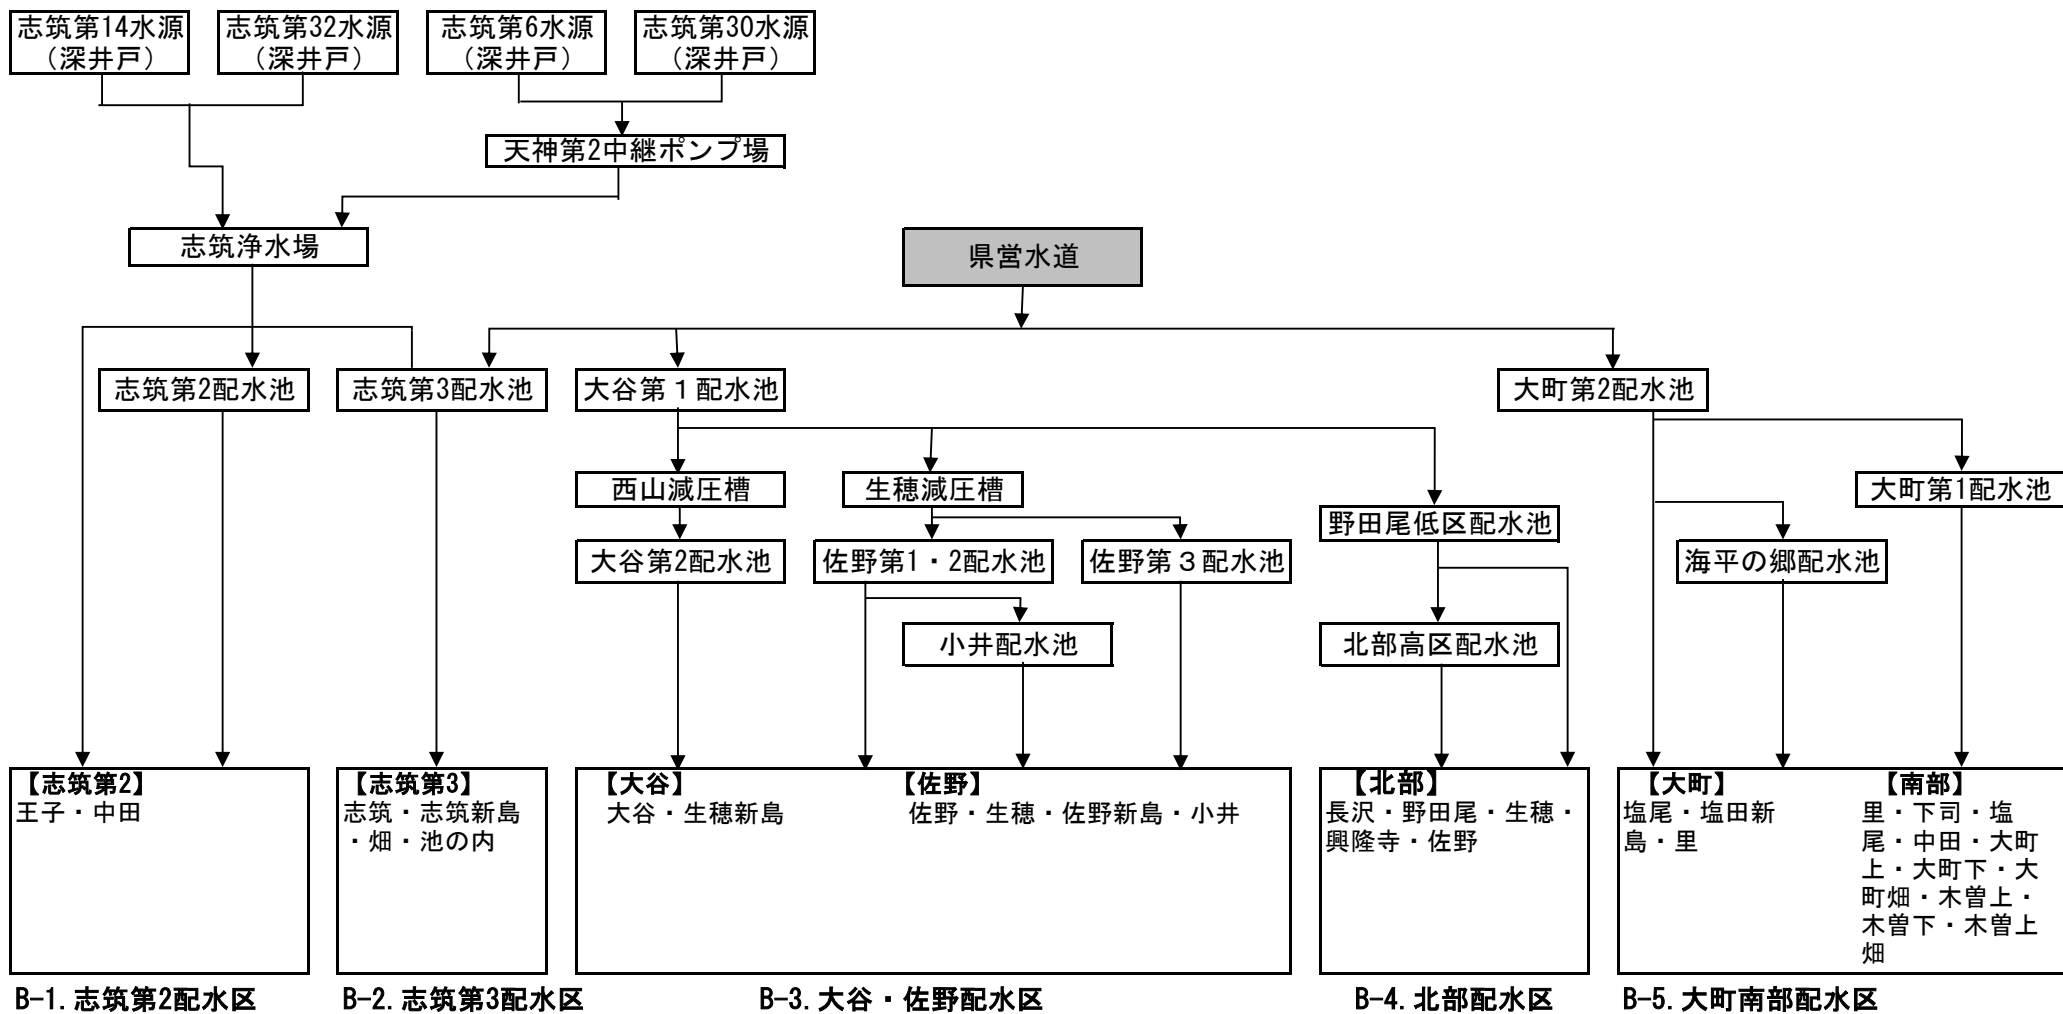 志筑第14水源
（深井戸）
志筑第32水源
（深井戸）
志筑第6水源
（深井戸）
志筑第30水源
（深井戸）
天神第2中継ポンプ場
志筑浄水場
県営水道
志筑第2配水池
志筑第3配水池
大谷第１配水池
大町第2配水池
西山減圧槽
生穂減圧槽
大町第1配水池
野田尾低区配水池
大谷第2配水池
佐野第1・2配水池
佐野第３配水池
海平の郷配水池
小井配水池
北部高区配水池
【志筑第2】
王子・中田
【志筑第3】
志筑・志筑新島
・畑・池の内
【大谷】
大谷・生穂新島
【佐野】
佐野・生穂・佐野新島・小井
【北部】
長沢・野田尾・生穂・
興隆寺・佐野
【大町】
塩尾・塩田新
島・里
【南部】
里・下司・塩
尾・中田・大町
上・大町下・大
町畑・木曽上・
木曽下・木曽上
畑
B-1.志筑第2配水区
B-2.志筑第3配水区
B-3.大谷・佐野配水区
B-4.北部配水区
B-5.大町南部配水区